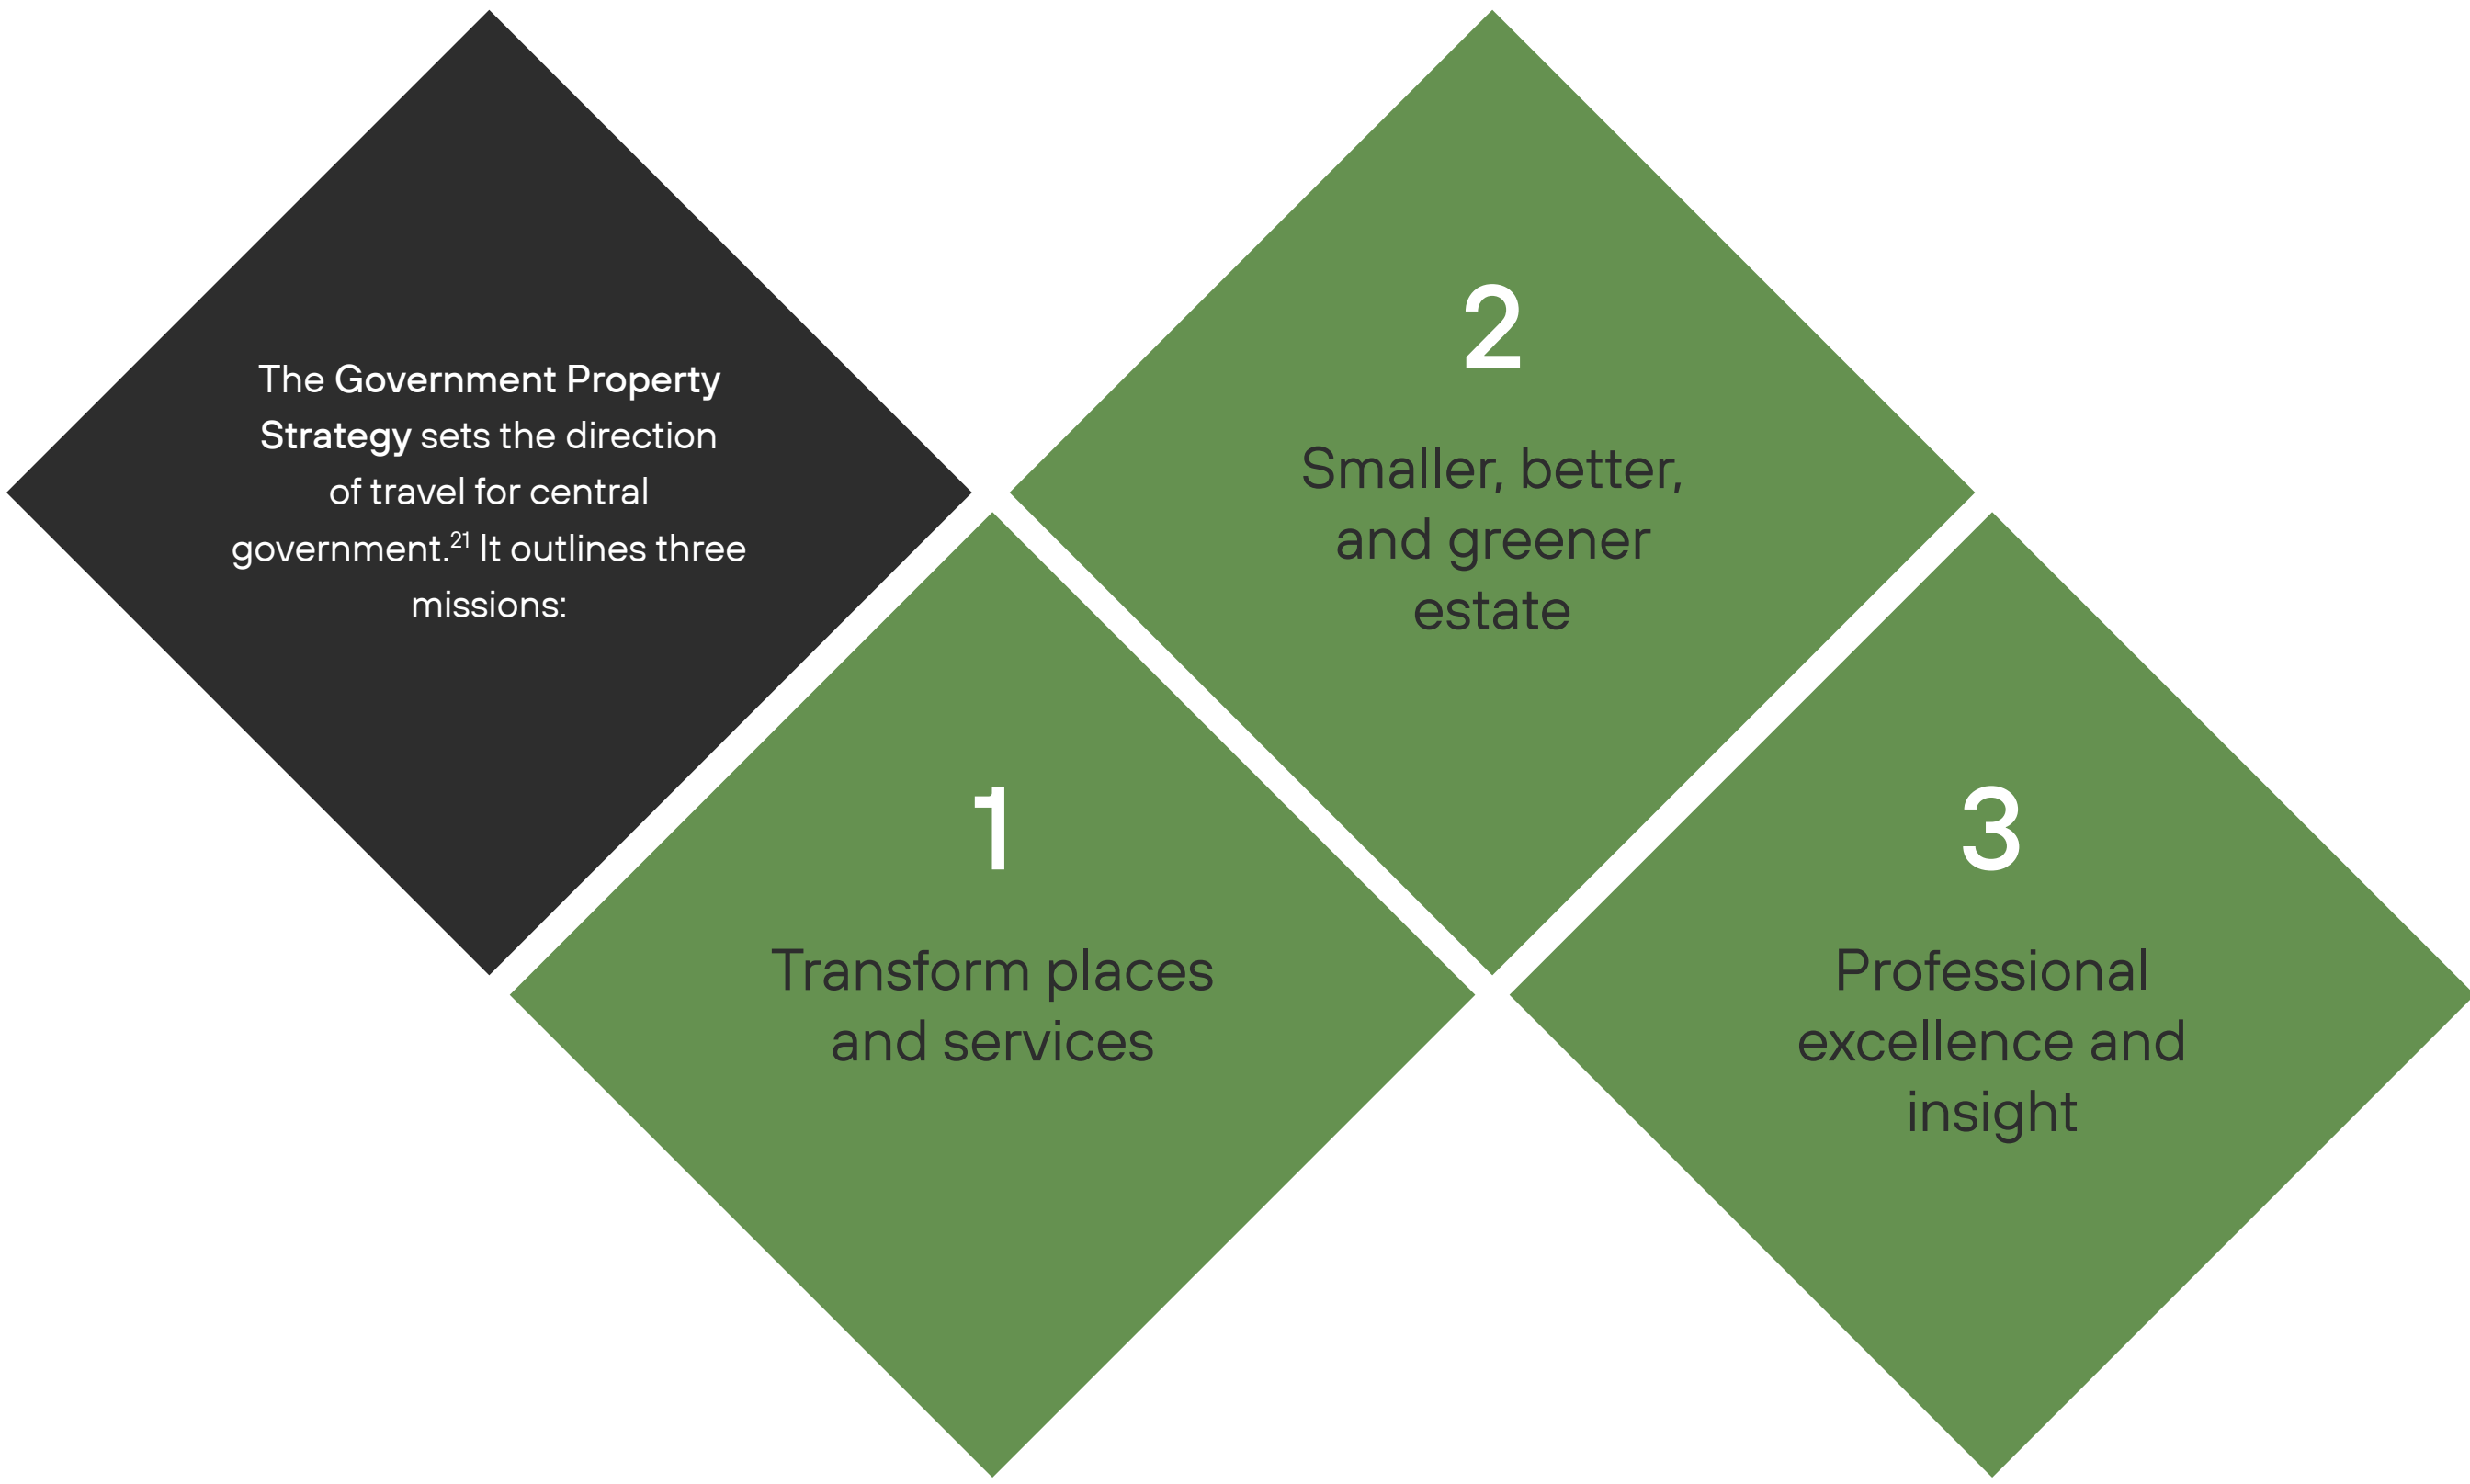 The Government Property
Strategy sets the direction
of travel for central
government.²¹ It outlines three
missions:
1
Transform places
and services
2
Smaller, better,
and greener
estate
3
Professional
excellence and
insight